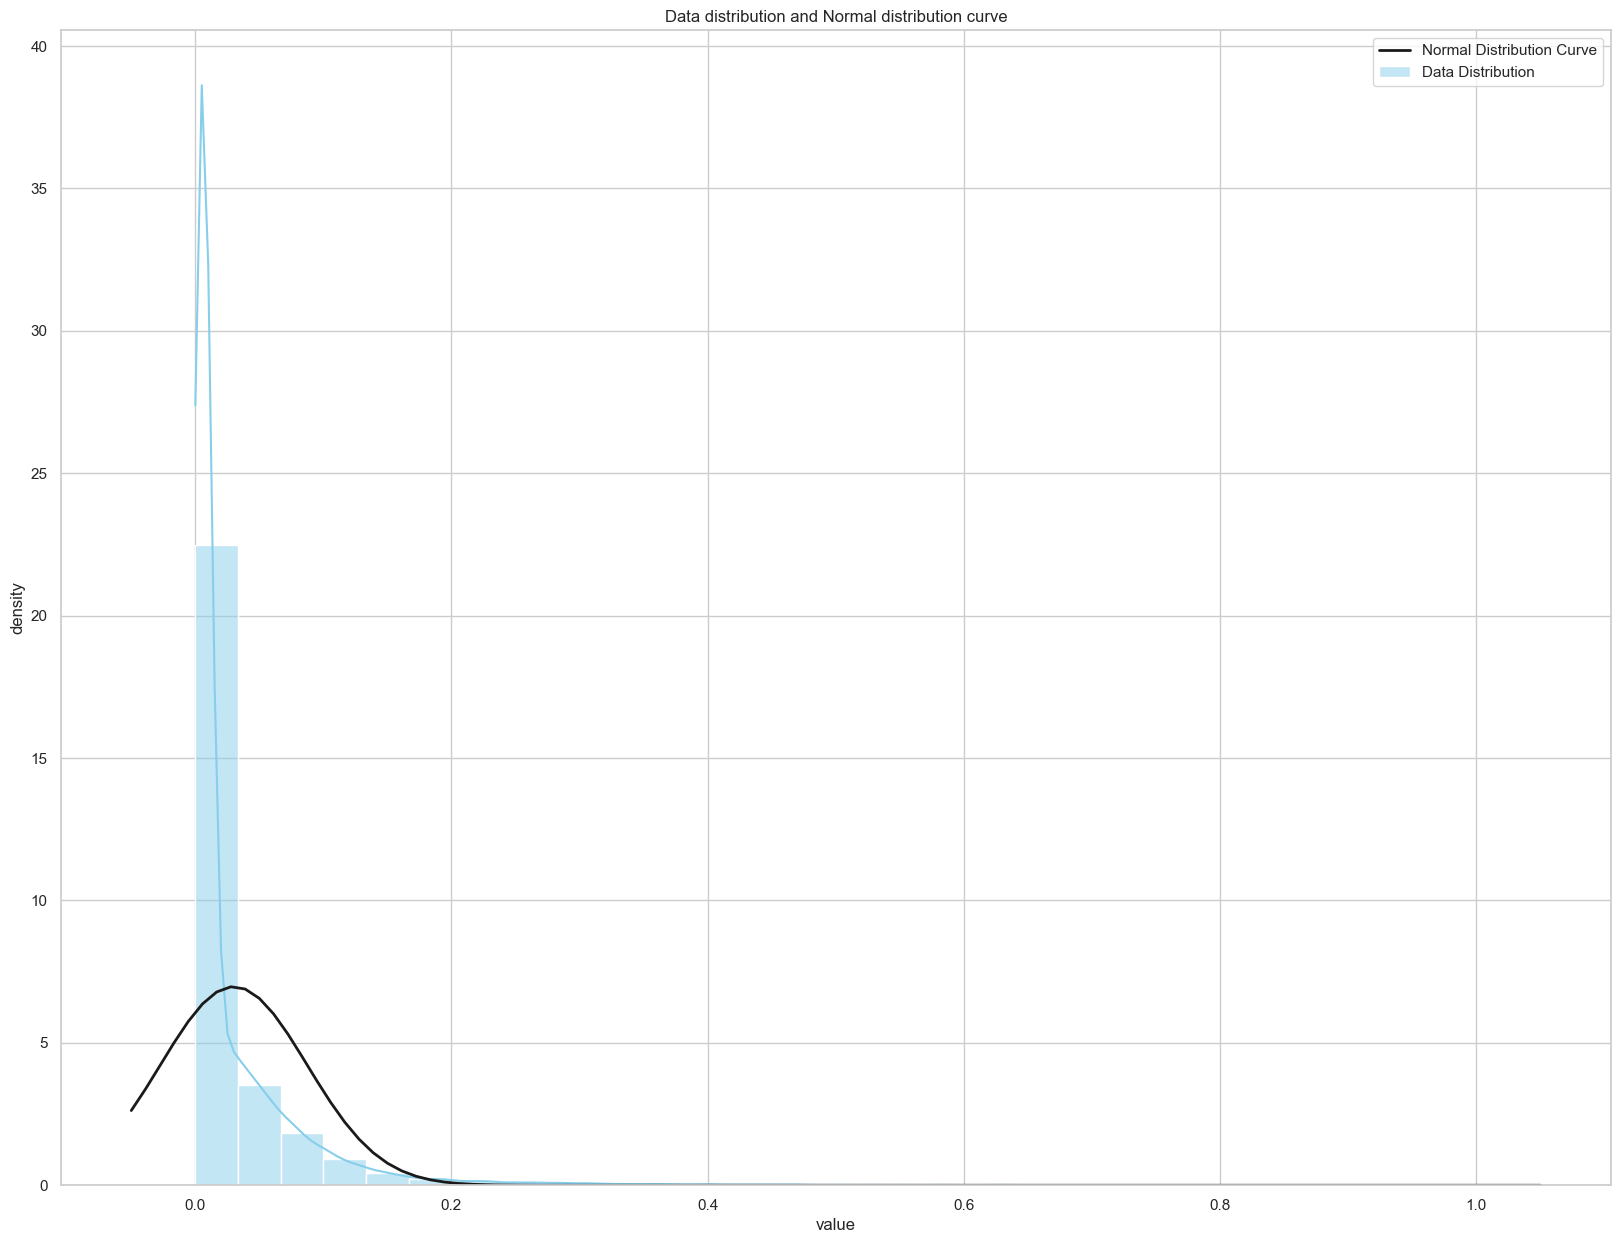 Data distribution and Normal distribution curve
Normal Distribution Curve
Data Distribution
density
40
35
30
25
20
15
10
5
0
0.0 0.2 0.4 0.6 0.8 1.0
value